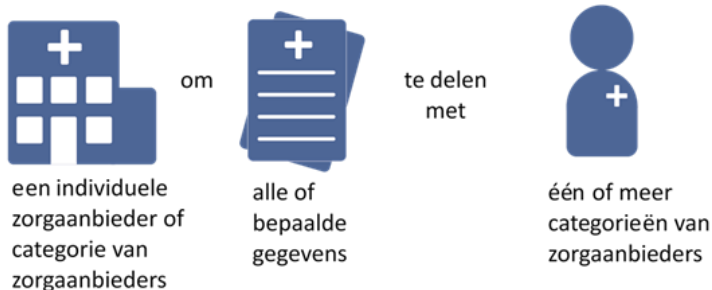 om
te delen
met
een individuele
zorgaanbieder of
categorie van
zorgaanbieders
alle of
bepaalde
gegevens
één of meer
categorieën van
zorgaanbieders